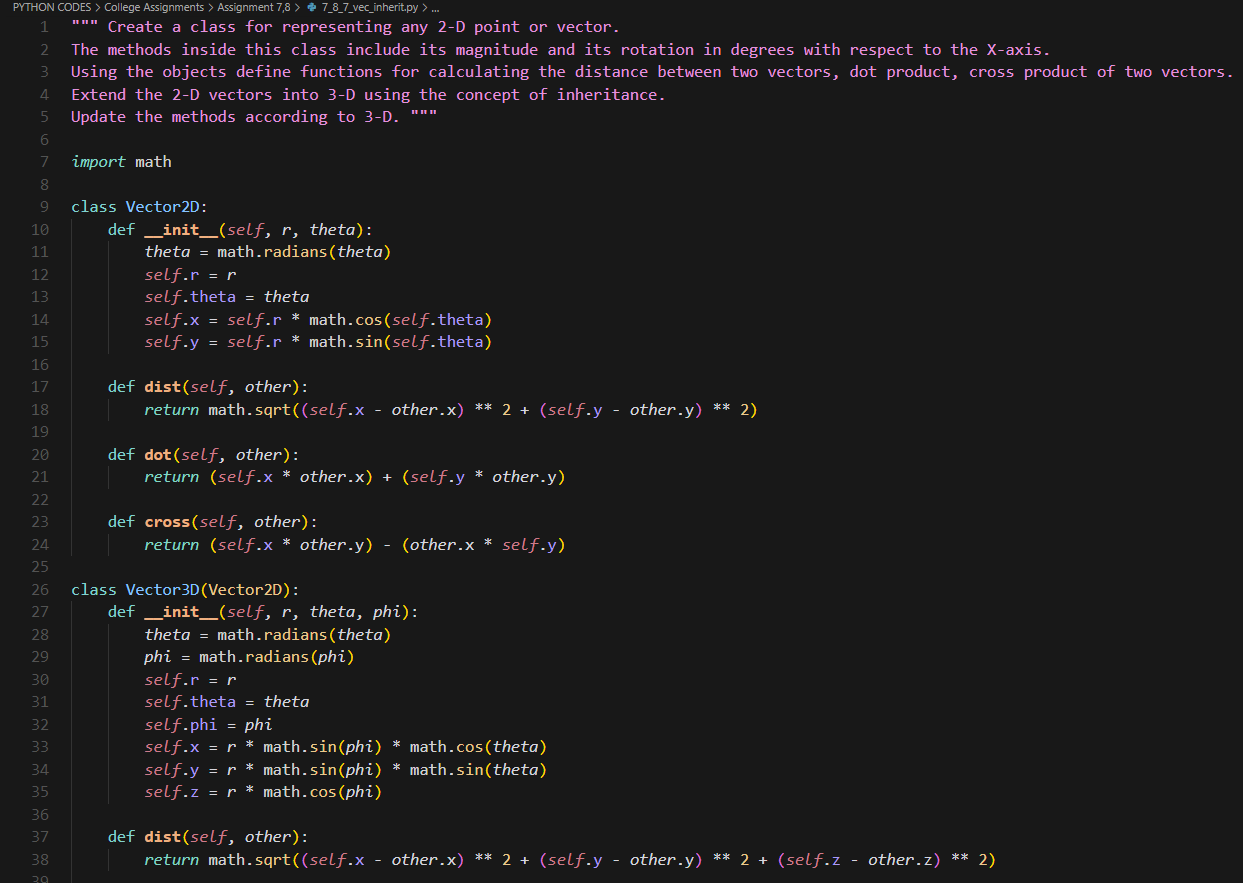 PYTHON CODES > College Assignments > Assignment 7,8 > 7_8_7_vec_inherit.py > ...
1 """ Create a class for representing any 2-D point or vector.
2 The methods inside this class include its magnitude and its rotation in degrees with respect to the X-axis.
3 Using the objects define functions for calculating the distance between two vectors, dot product, cross product of two vectors.
4 Extend the 2-D vectors into 3-D using the concept of inheritance.
5 Update the methods according to 3-D. """
6
7 import math
8
9 class Vector2D:
10     def __init__(self, r, theta):
11         theta = math.radians(theta)
12         self.r = r
13         self.theta = theta
14         self.x = self.r * math.cos(self.theta)
15         self.y = self.r * math.sin(self.theta)
16
17     def dist(self, other):
18         return math.sqrt((self.x - other.x) ** 2 + (self.y - other.y) ** 2)
19
20     def dot(self, other):
21         return (self.x * other.x) + (self.y * other.y)
22
23     def cross(self, other):
24         return (self.x * other.y) - (other.x * self.y)
25
26 class Vector3D(Vector2D):
27     def __init__(self, r, theta, phi):
28         theta = math.radians(theta)
29         phi = math.radians(phi)
30         self.r = r
31         self.theta = theta
32         self.phi = phi
33         self.x = r * math.sin(phi) * math.cos(theta)
34         self.y = r * math.sin(phi) * math.sin(theta)
35         self.z = r * math.cos(phi)
36
37     def dist(self, other):
38         return math.sqrt((self.x - other.x) ** 2 + (self.y - other.y) ** 2 + (self.z - other.z) ** 2)
39